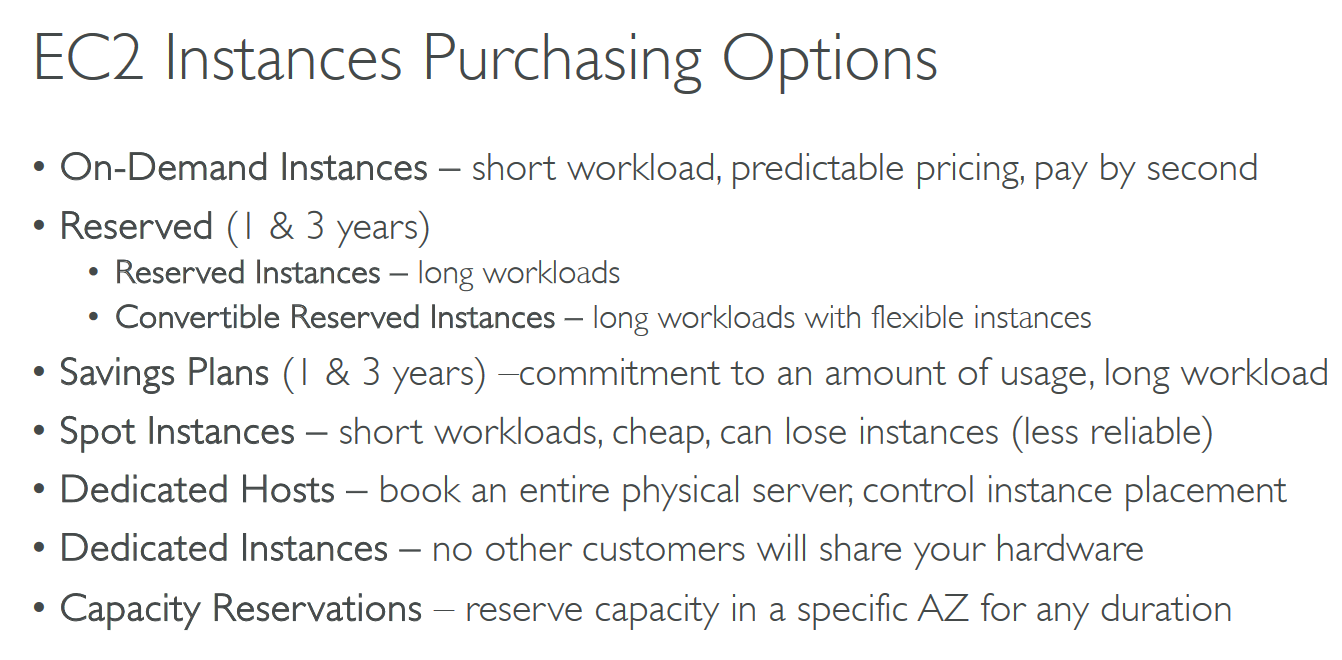 EC2 Instances Purchasing Options
• On-Demand Instances – short workload, predictable pricing, pay by second
• Reserved (1 & 3 years)
• Reserved Instances – long workloads
• Convertible Reserved Instances – long workloads with flexible instances
• Savings Plans (1 & 3 years) –commitment to an amount of usage, long workload
• Spot Instances – short workloads, cheap, can lose instances (less reliable)
• Dedicated Hosts – book an entire physical server, control instance placement
• Dedicated Instances – no other customers will share your hardware
• Capacity Reservations – reserve capacity in a specific AZ for any duration